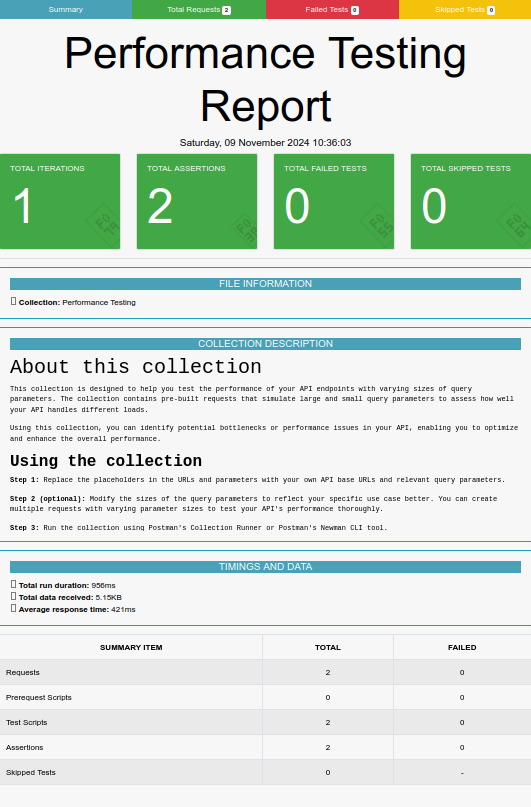 Summary
Total Requests 2
Failed Tests 0
Skipped Tests 0
Performance Testing
Report
Saturday, 09 November 2024 10:36:03
TOTAL ITERATIONS
1
TOTAL ASSERTIONS
2
TOTAL FAILED TESTS
0
TOTAL SKIPPED TESTS
0
FILE INFORMATION
Collection: Performance Testing
COLLECTION DESCRIPTION
About this collection
This collection is designed to help you test the performance of your API endpoints with varying sizes of query
parameters. The collection contains pre-built requests that simulate large and small query parameters to assess how well
your API handles different loads.
Using this collection, you can identify potential bottlenecks or performance issues in your API, enabling you to optimize
and enhance the overall performance.
Using the collection
Step 1: Replace the placeholders in the URLs and parameters with your own API base URLs and relevant query parameters.
Step 2 (optional): Modify the sizes of the query parameters to reflect your specific use case better. You can create
multiple requests with varying parameter sizes to test your API's performance thoroughly.
Step 3: Run the collection using Postman's Collection Runner or Postman's Newman CLI tool.
TIMINGS AND DATA
Total run duration: 956ms
Total data received: 5.15KB
Average response time: 421ms
SUMMARY ITEM TOTAL FAILED
Requests 2 0
Prerequest Scripts 0 0
Test Scripts 2 0
Assertions 2 0
Skipped Tests 0 -